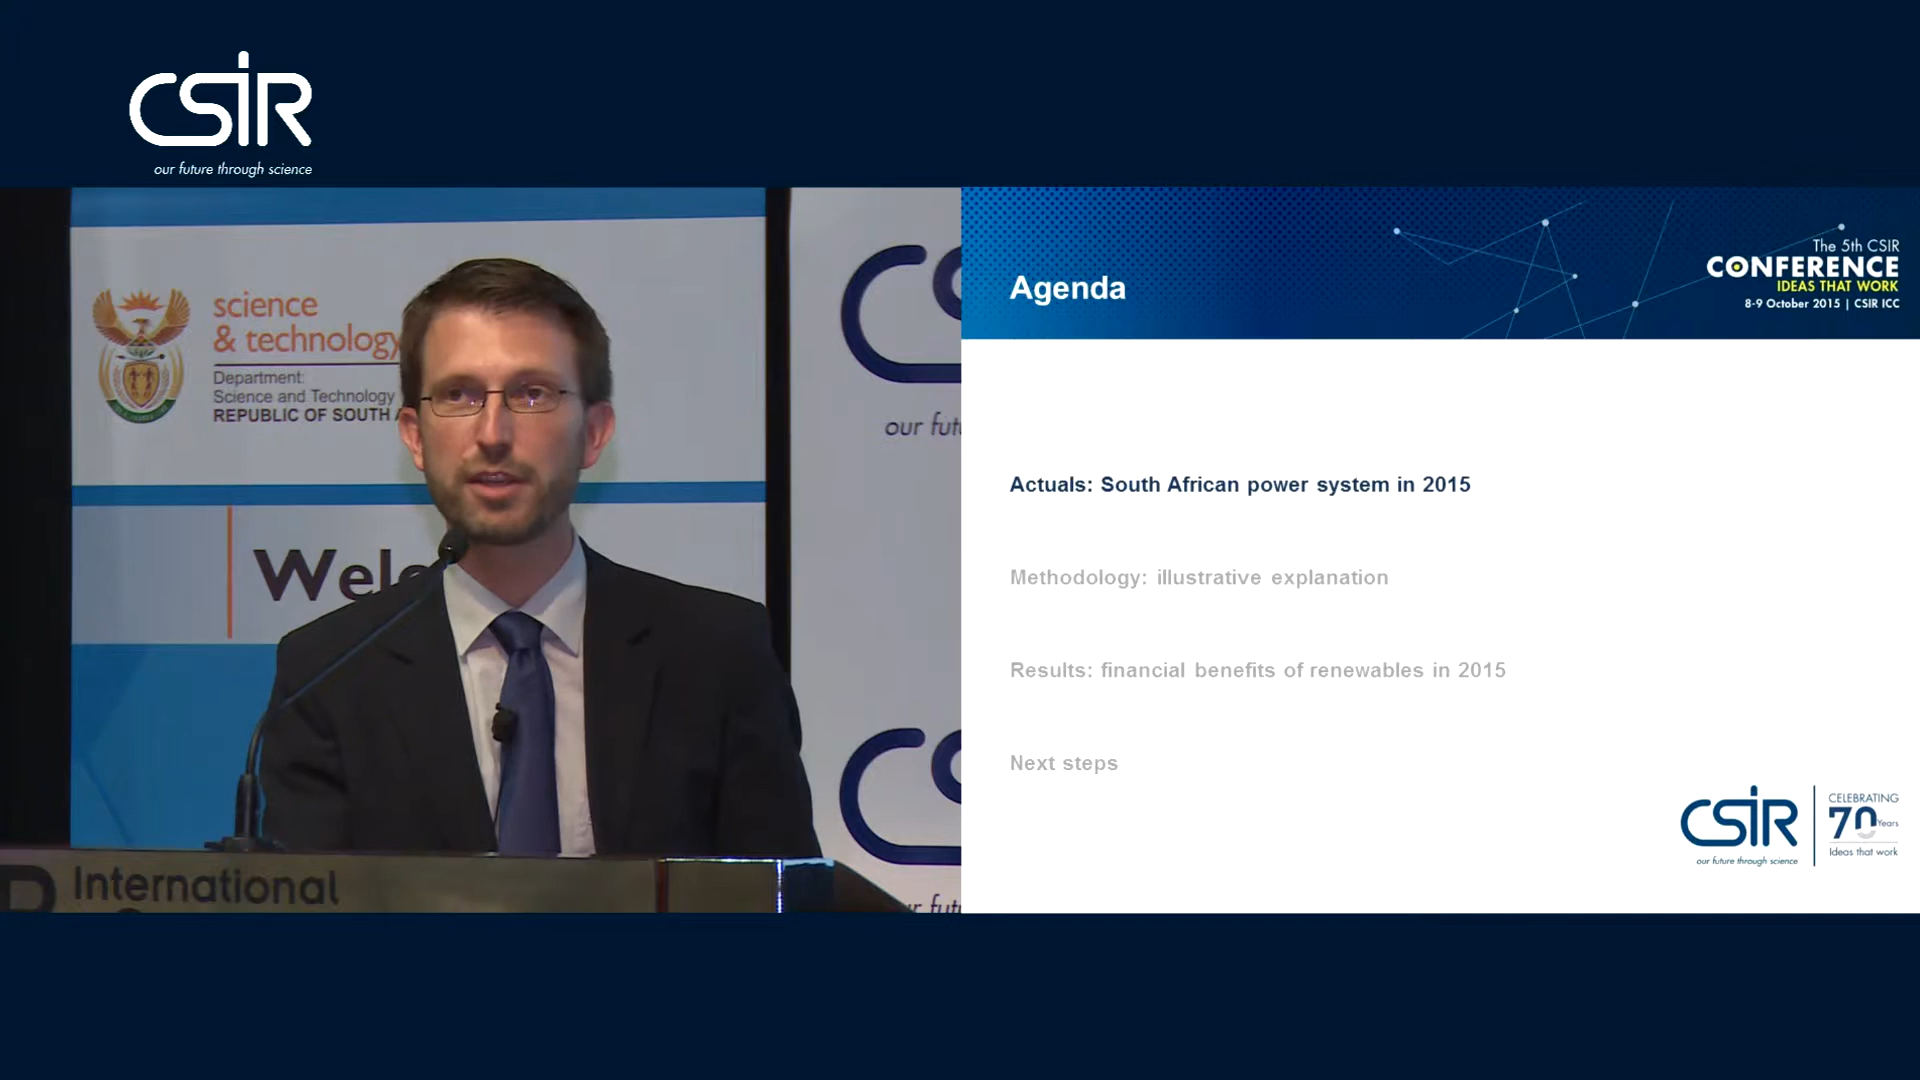 CSIR
our future through science
science
& technology
Department:
Science and Technology
REPUBLIC OF SOUTH
Wel
International
our fut
Agenda
The 5th CSIR
CONFERENCE
IDEAS THAT WORK
8-9 October 2015 | CSIR ICC
Actuals: South African power system in 2015
Methodology: illustrative explanation
Results: financial benefits of renewables in 2015
Next steps
CSIR
our future through science
CELEBRATING
70 Years
Ideas that work